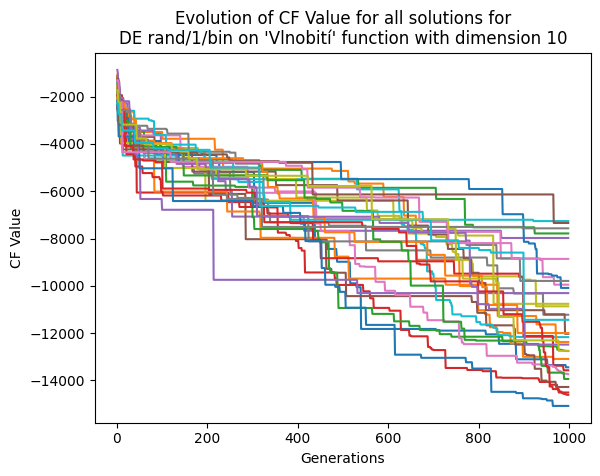 Evolution of CF Value for all solutions for
DE rand/1/bin on 'Vlnobití' function with dimension 10
CF Value
−2000
−4000
−6000
−8000
−10000
−12000
−14000
0 200 400 600 800 1000
Generations